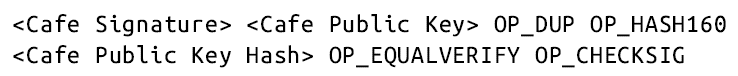 <Cafe Signature> <Cafe Public Key> OP_DUP OP_HASH160
<Cafe Public Key Hash> OP_EQUALVERIFY OP_CHECKSIG